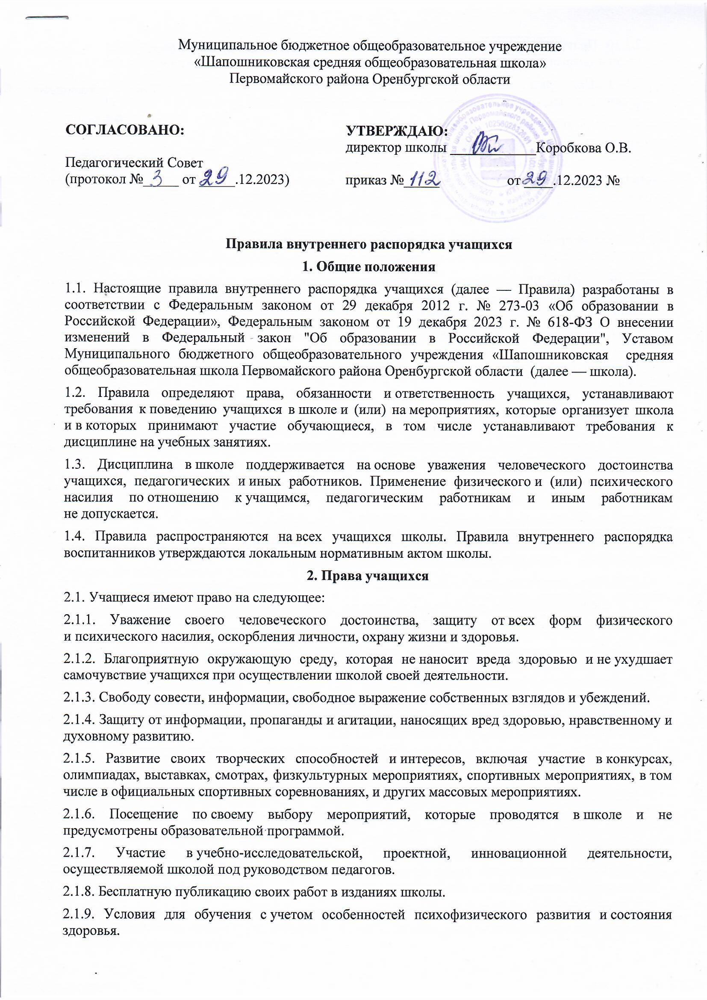 Муниципальное бюджетное общеобразовательное учреждение
«Шапошниковская средняя общеобразовательная школа»
Первомайского района Оренбургской области
СОГЛАСОВАНО:
Педагогический Совет
(протокол №_3_ от 29.12.2023)
УТВЕРЖДАЮ:
директор школы ____________Коробкова О.В.
приказ № 112 от 29.12.2023 №
Правила внутреннего распорядка учащихся
1. Общие положения
1.1. Настоящие правила внутреннего распорядка учащихся (далее — Правила) разработаны в
соответствии с Федеральным законом от 29 декабря 2012 г. № 273-03 «Об образовании в
Российской Федерации», Федеральным законом от 19 декабря 2023 г. № 618-ФЗ О внесении
изменений в Федеральный закон "Об образовании в Российской Федерации", Уставом
Муниципального бюджетного общеобразовательного учреждения «Шапошниковская средняя
общеобразовательная школа Первомайского района Оренбургской области (далее — школа).
1.2. Правила определяют права, обязанности и ответственность учащихся, устанавливают
требования к поведению учащихся в школе и (или) на мероприятиях, которые организует школа
и в которых принимают участие обучающиеся, в том числе устанавливают требования к
дисциплине на учебных занятиях.
1.3. Дисциплина в школе поддерживается на основе уважения человеческого достоинства
учащихся, педагогических и иных работников. Применение физического и (или) психического
насилия по отношению к учащимся, педагогическим работникам и иным работникам
не допускается.
1.4. Правила распространяются на всех учащихся школы. Правила внутреннего распорядка
воспитанников утверждаются локальным нормативным актом школы.
2. Права учащихся
2.1. Учащиеся имеют право на следующее:
2.1.1. Уважение своего человеческого достоинства, защиту от всех форм физического
и психического насилия, оскорбления личности, охрану жизни и здоровья.
2.1.2. Благоприятную окружающую среду, которая не наносит вреда здоровью и не ухудшает
самочувствие учащихся при осуществлении школой своей деятельности.
2.1.3. Свободу совести, информации, свободное выражение собственных взглядов и убеждений.
2.1.4. Защиту от информации, пропаганды и агитации, наносящих вред здоровью, нравственному и
духовному развитию.
2.1.5. Развитие своих творческих способностей и интересов, включая участие в конкурсах,
олимпиадах, выставках, смотрах, физкультурных мероприятиях, спортивных мероприятиях, в том
числе в официальных спортивных соревнованиях, и других массовых мероприятиях.
2.1.6. Посещение по своему выбору мероприятий, которые проводятся в школе и не
предусмотрены образовательной программой.
2.1.7. Участие в учебно-исследовательской, проектной, инновационной деятельности,
осуществляемой школой под руководством педагогов.
2.1.8. Бесплатную публикацию своих работ в изданиях школы.
2.1.9. Условия для обучения с учетом особенностей психофизического развития и состояния
здоровья.